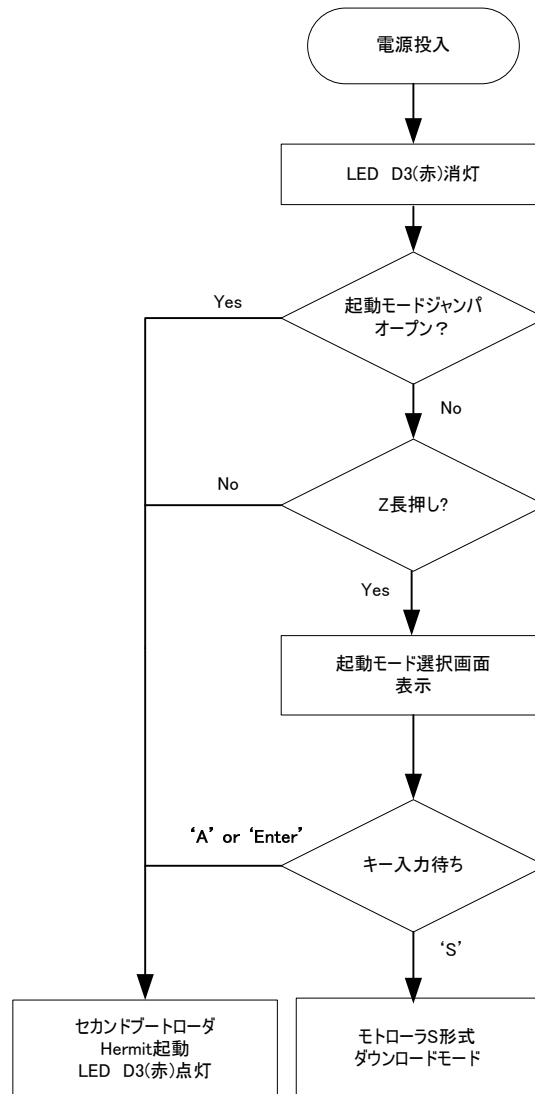 電源投入
LED D3(赤)消灯
起動モードジャンパ
オープン？
Yes
No
Z長押し?
No
Yes
起動モード選択画面
表示
'A' or 'Enter'
キー入力待ち
'S'
セカンドブートローダ
Hermit起動
LED D3(赤)点灯
モトローラS形式
ダウンロードモード